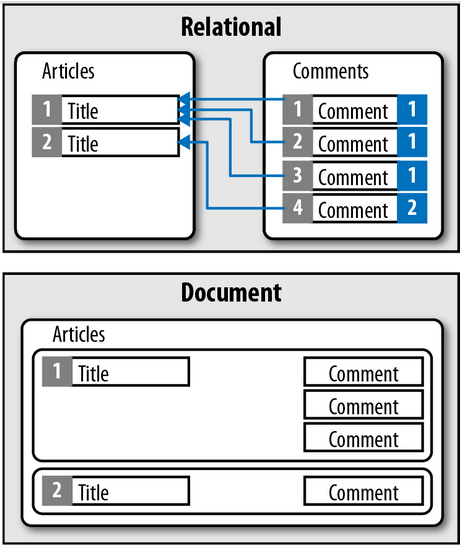 Relational
Articles
1 Title
2 Title
Comments
1 Comment 1
2 Comment 1
3 Comment 1
4 Comment 2
Document
Articles
1 Title
Comment
Comment
Comment
2 Title
Comment